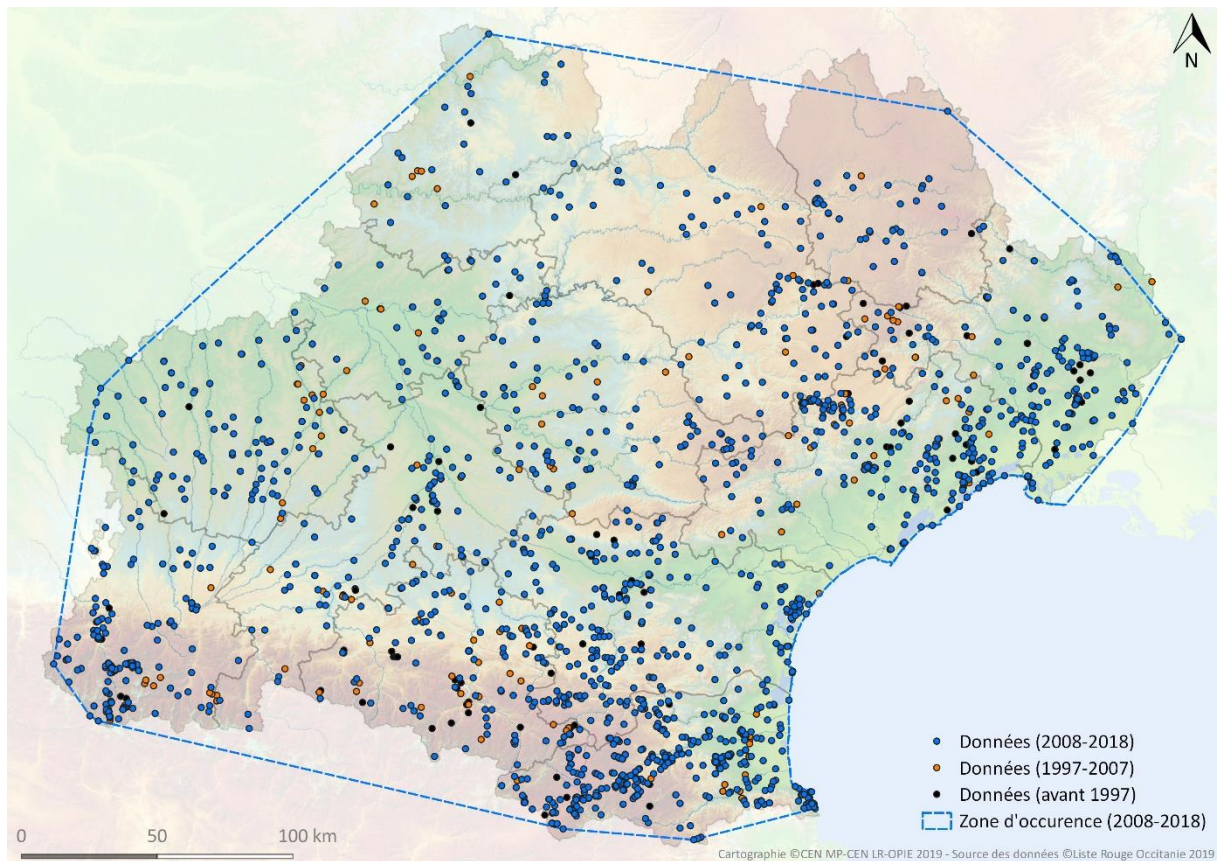 N
Données (2008-2018)
Données (1997-2007)
Données (avant 1997)
Zone d'occurence (2008-2018)
0 50 100 km
Cartographie ©CEN MP-CEN LR-OPIE 2019 - Source des données ©Liste Rouge Occitanie 2019